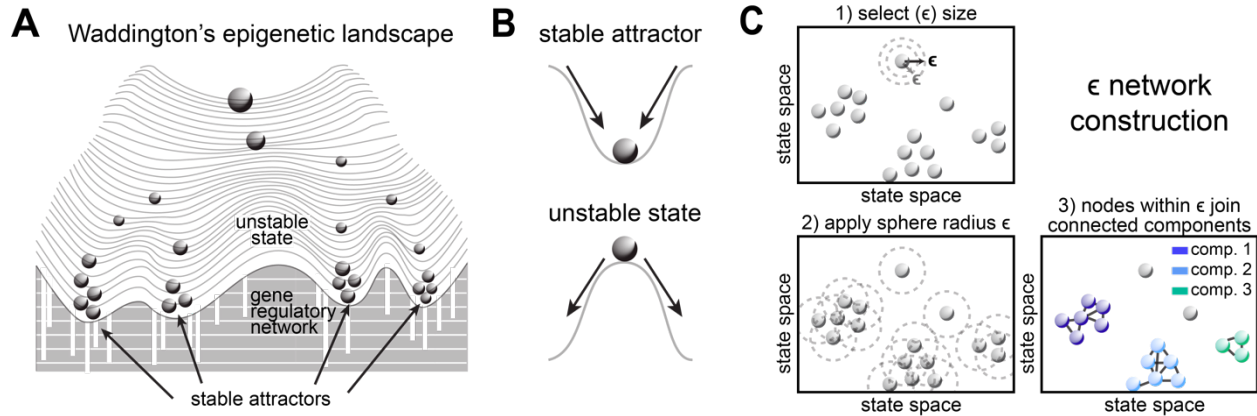 A
Waddington's epigenetic landscape
unstable
state
gene
regulatory
network
stable attractors
B
stable attractor
unstable state
C
1) select (ϵ) size
ϵ
ϵ
state space
state space
ϵ network
construction
2) apply sphere radius ϵ
state space
state space
3) nodes within ϵ join
connected components
comp. 1
comp. 2
comp. 3
state space
state space